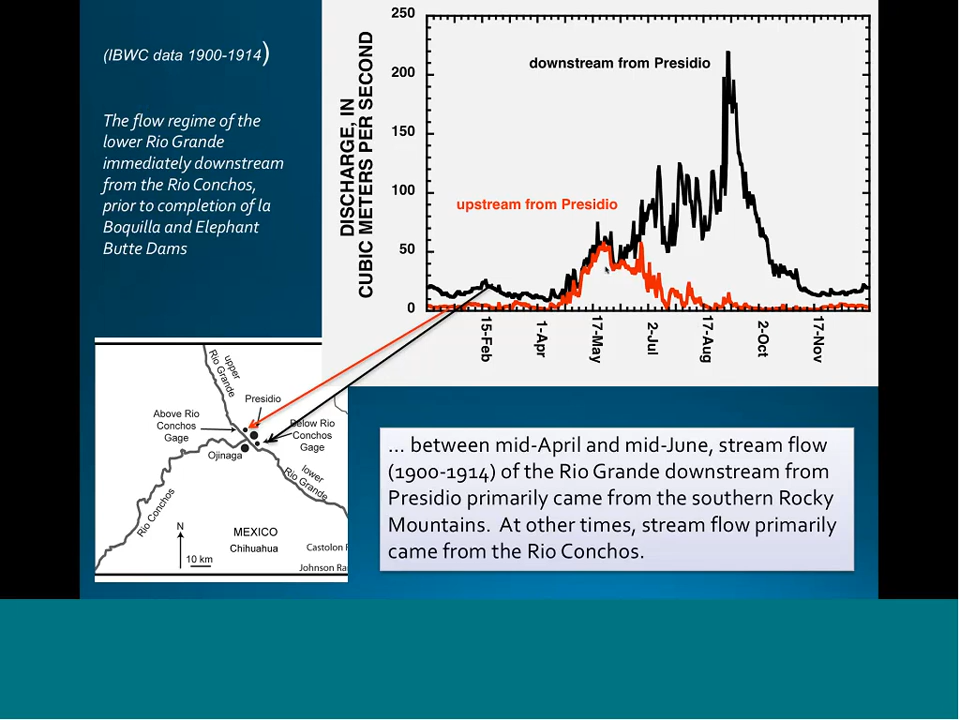 (IBWC data 1900-1914)
The flow regime of the
lower Rio Grande
immediately downstream
from the Rio Conchos,
prior to completion of la
Boquilla and Elephant
Butte Dams
DISCHARGE, IN
CUBIC METERS PER SECOND
250
200
150
100
50
0
downstream from Presidio
upstream from Presidio
15-Feb
1-Apr
17-May
2-Jul
17-Aug
2-Oct
17-Nov
upper
Rio Grande
Presidio
Above Rio
Conchos
Gage
Below Rio
Conchos
Gage
Ojinaga
lower
Rio Grande
Rio Conchos
N
10 km
MEXICO
Chihuahua
Castolon
Johnson Ra
... between mid-April and mid-June, stream flow
(1900-1914) of the Rio Grande downstream from
Presidio primarily came from the southern Rocky
Mountains. At other times, stream flow primarily
came from the Rio Conchos.